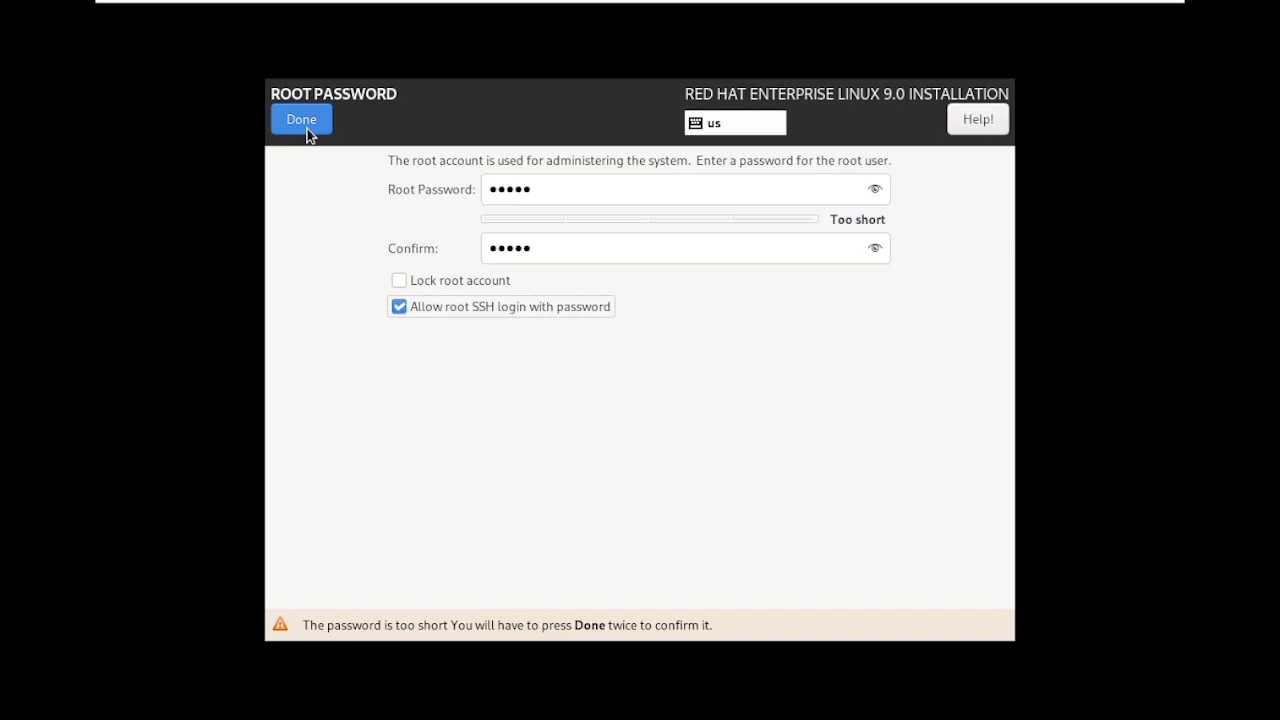 ROOT PASSWORD
RED HAT ENTERPRISE LINUX 9.0 INSTALLATION
Done
us
Help!
The root account is used for administering the system. Enter a password for the root user.
Root Password: ●●●●●
Too short
Confirm: ●●●●●
Lock root account
Allow root SSH login with password
The password is too short You will have to press Done twice to confirm it.